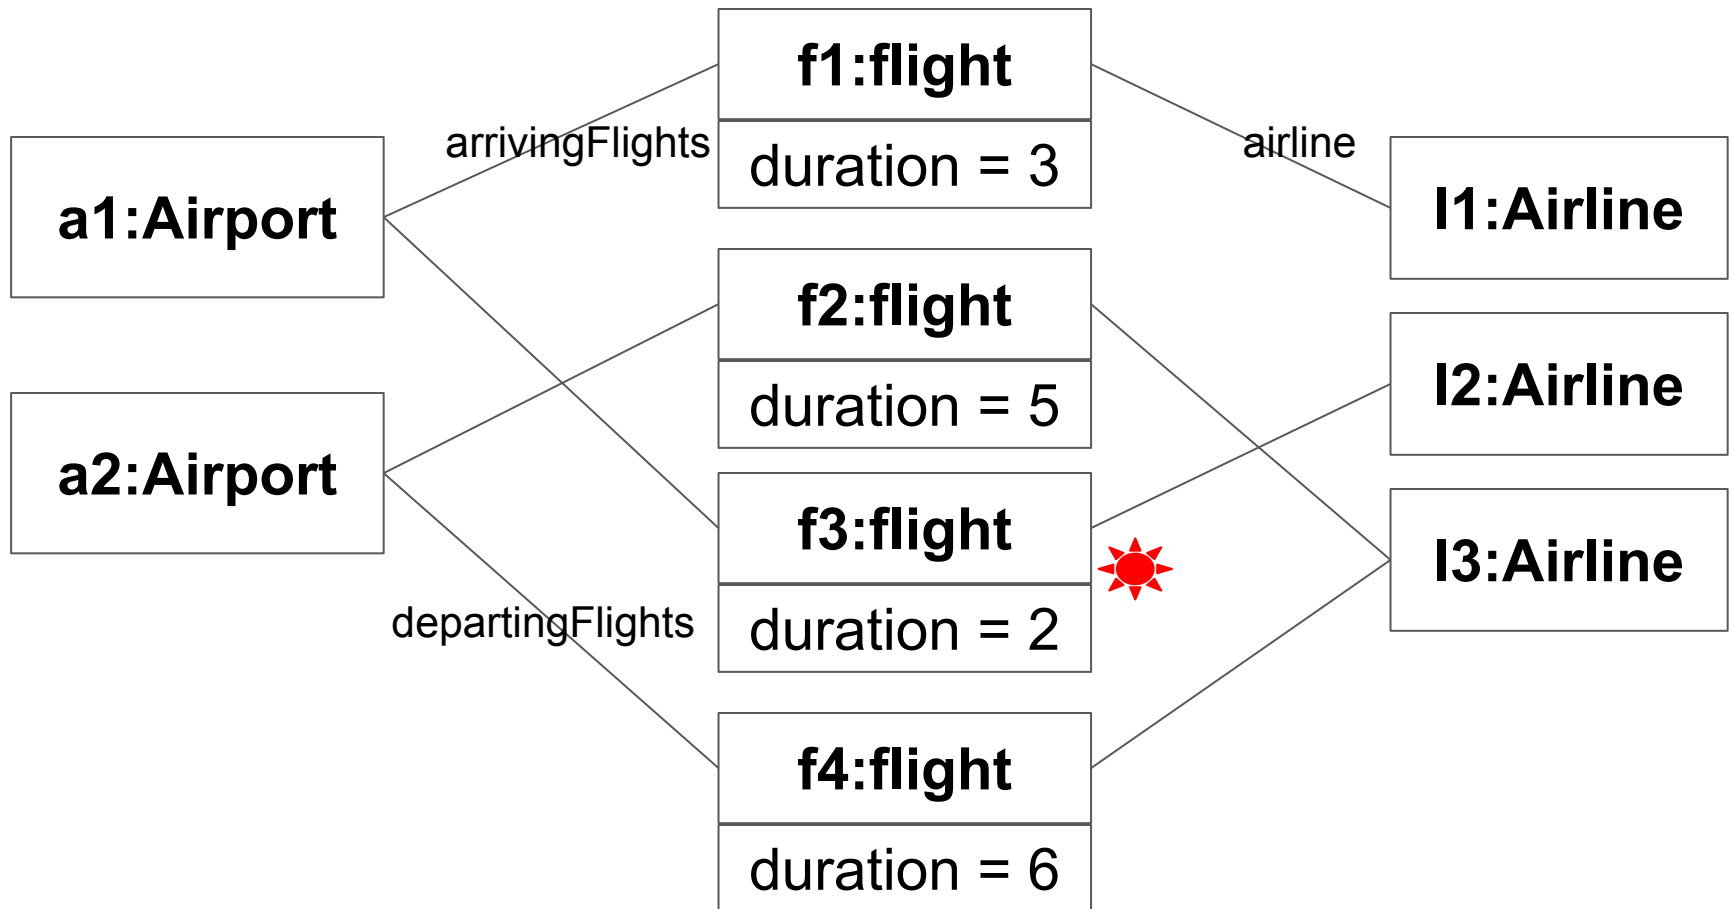 f1:flight
arrivingFlights
duration = 3
airline
a1:Airport
l1:Airline
f2:flight
duration = 5
l2:Airline
a2:Airport
f3:flight
duration = 2
l3:Airline
departingFlights
f4:flight
duration = 6